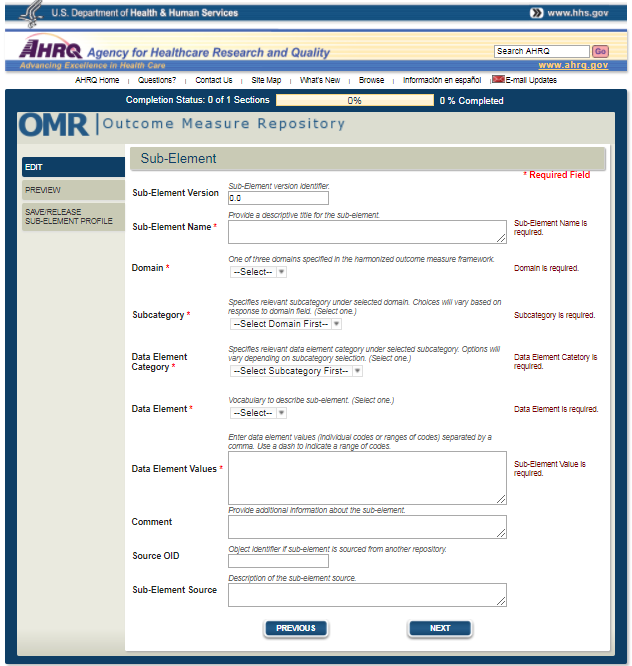 U.S. Department of Health & Human Services
www.hhs.gov
AHRQ Agency for Healthcare Research and Quality
Advancing Excellence in Health Care
Search AHRQ
Go
www.ahrq.gov
AHRQ Home | Questions? | Contact Us | Site Map | What's New | Browse | Información en español | E-mail Updates
Completion Status: 0 of 1 Sections
0%
0 % Completed
OMR | Outcome Measure Repository
EDIT
PREVIEW
SAVE/RELEASE
SUB-ELEMENT PROFILE
Sub-Element
* Required Field
Sub-Element version identifier.
Sub-Element Version
0.0
Provide a descriptive title for the sub-element.
Sub-Element Name *
Sub-Element Name is
required.
One of three domains specified in the harmonized outcome measure framework.
Domain *
--Select--
Domain is required.
Specifies relevant subcategory under selected domain. Choices will vary based on
response to domain field. (Select one.)
Subcategory *
--Select Domain First--
Subcategory is required.
Specifies relevant data element category under selected subcategory. Options will
vary depending on subcategory selection. (Select one.)
Data Element
Category *
--Select Subcategory First--
Data Element Catetory is
required.
Vocabulary to describe sub-element. (Select one.)
Data Element *
--Select--
Data Element is required.
Enter data element values (individual codes or ranges of codes) separated by a
comma. Use a dash to indicate a range of codes.
Data Element Values *
Sub-Element Value is
required.
Provide additional information about the sub-element.
Comment
Object identifier if sub-element is sourced from another repository.
Source OID
Description of the sub-element source.
Sub-Element Source
PREVIOUS
NEXT